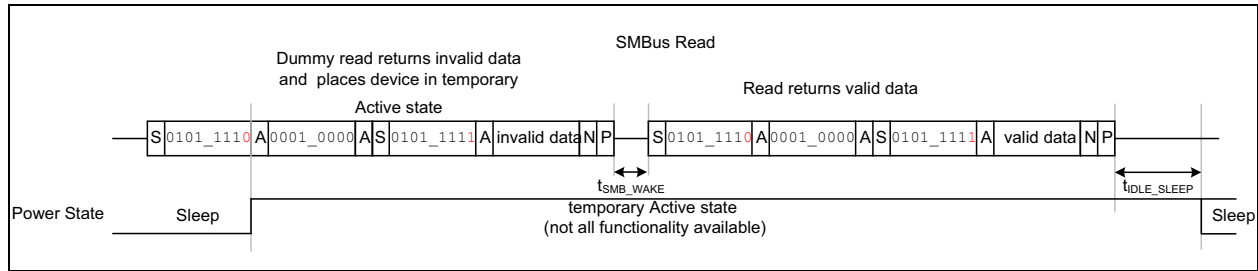 SMBus Read
Dummy read returns invalid data
and places device in temporary
Active state
Read returns valid data
S 0101_1110 A 0001_0000 A S 0101_1111 A invalid data N P S 0101_1110 A 0001_0000 A S 0101_1111 A valid data N P
tSMB_WAKE tIDLE_SLEEP
Power State Sleep temporary Active state Sleep
(not all functionality available)